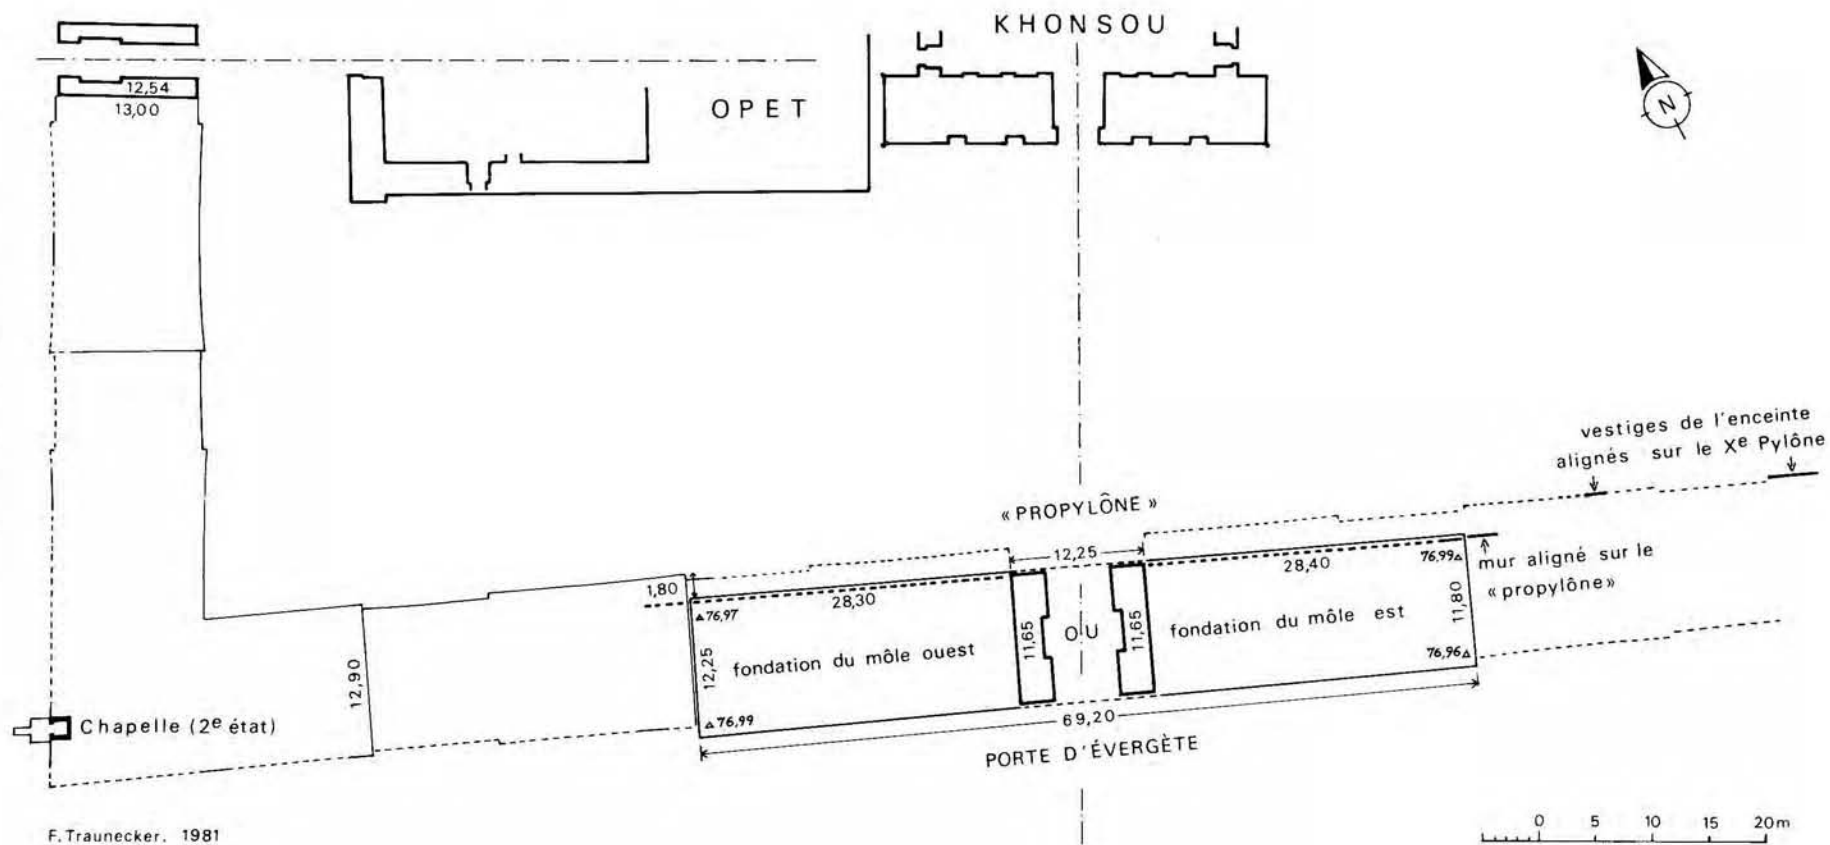 KHONSOU
12,54
13,00
OPET
N
vestiges de l'enceinte
alignés sur le Xe Pylône
« PROPYLÔNE »
12,25
76,99
mur aligné sur le
« propylône»
1,80
28,30
28,40
76,97
11,65
OU
11,65
fondation du môle est
11,80
12,25
fondation du môle ouest
76,96
12,90
76,99
69,20
Chapelle (2e état)
PORTE D'ÉVERGÈTE
F. Traunecker. 1981
0 5 10 15 20m